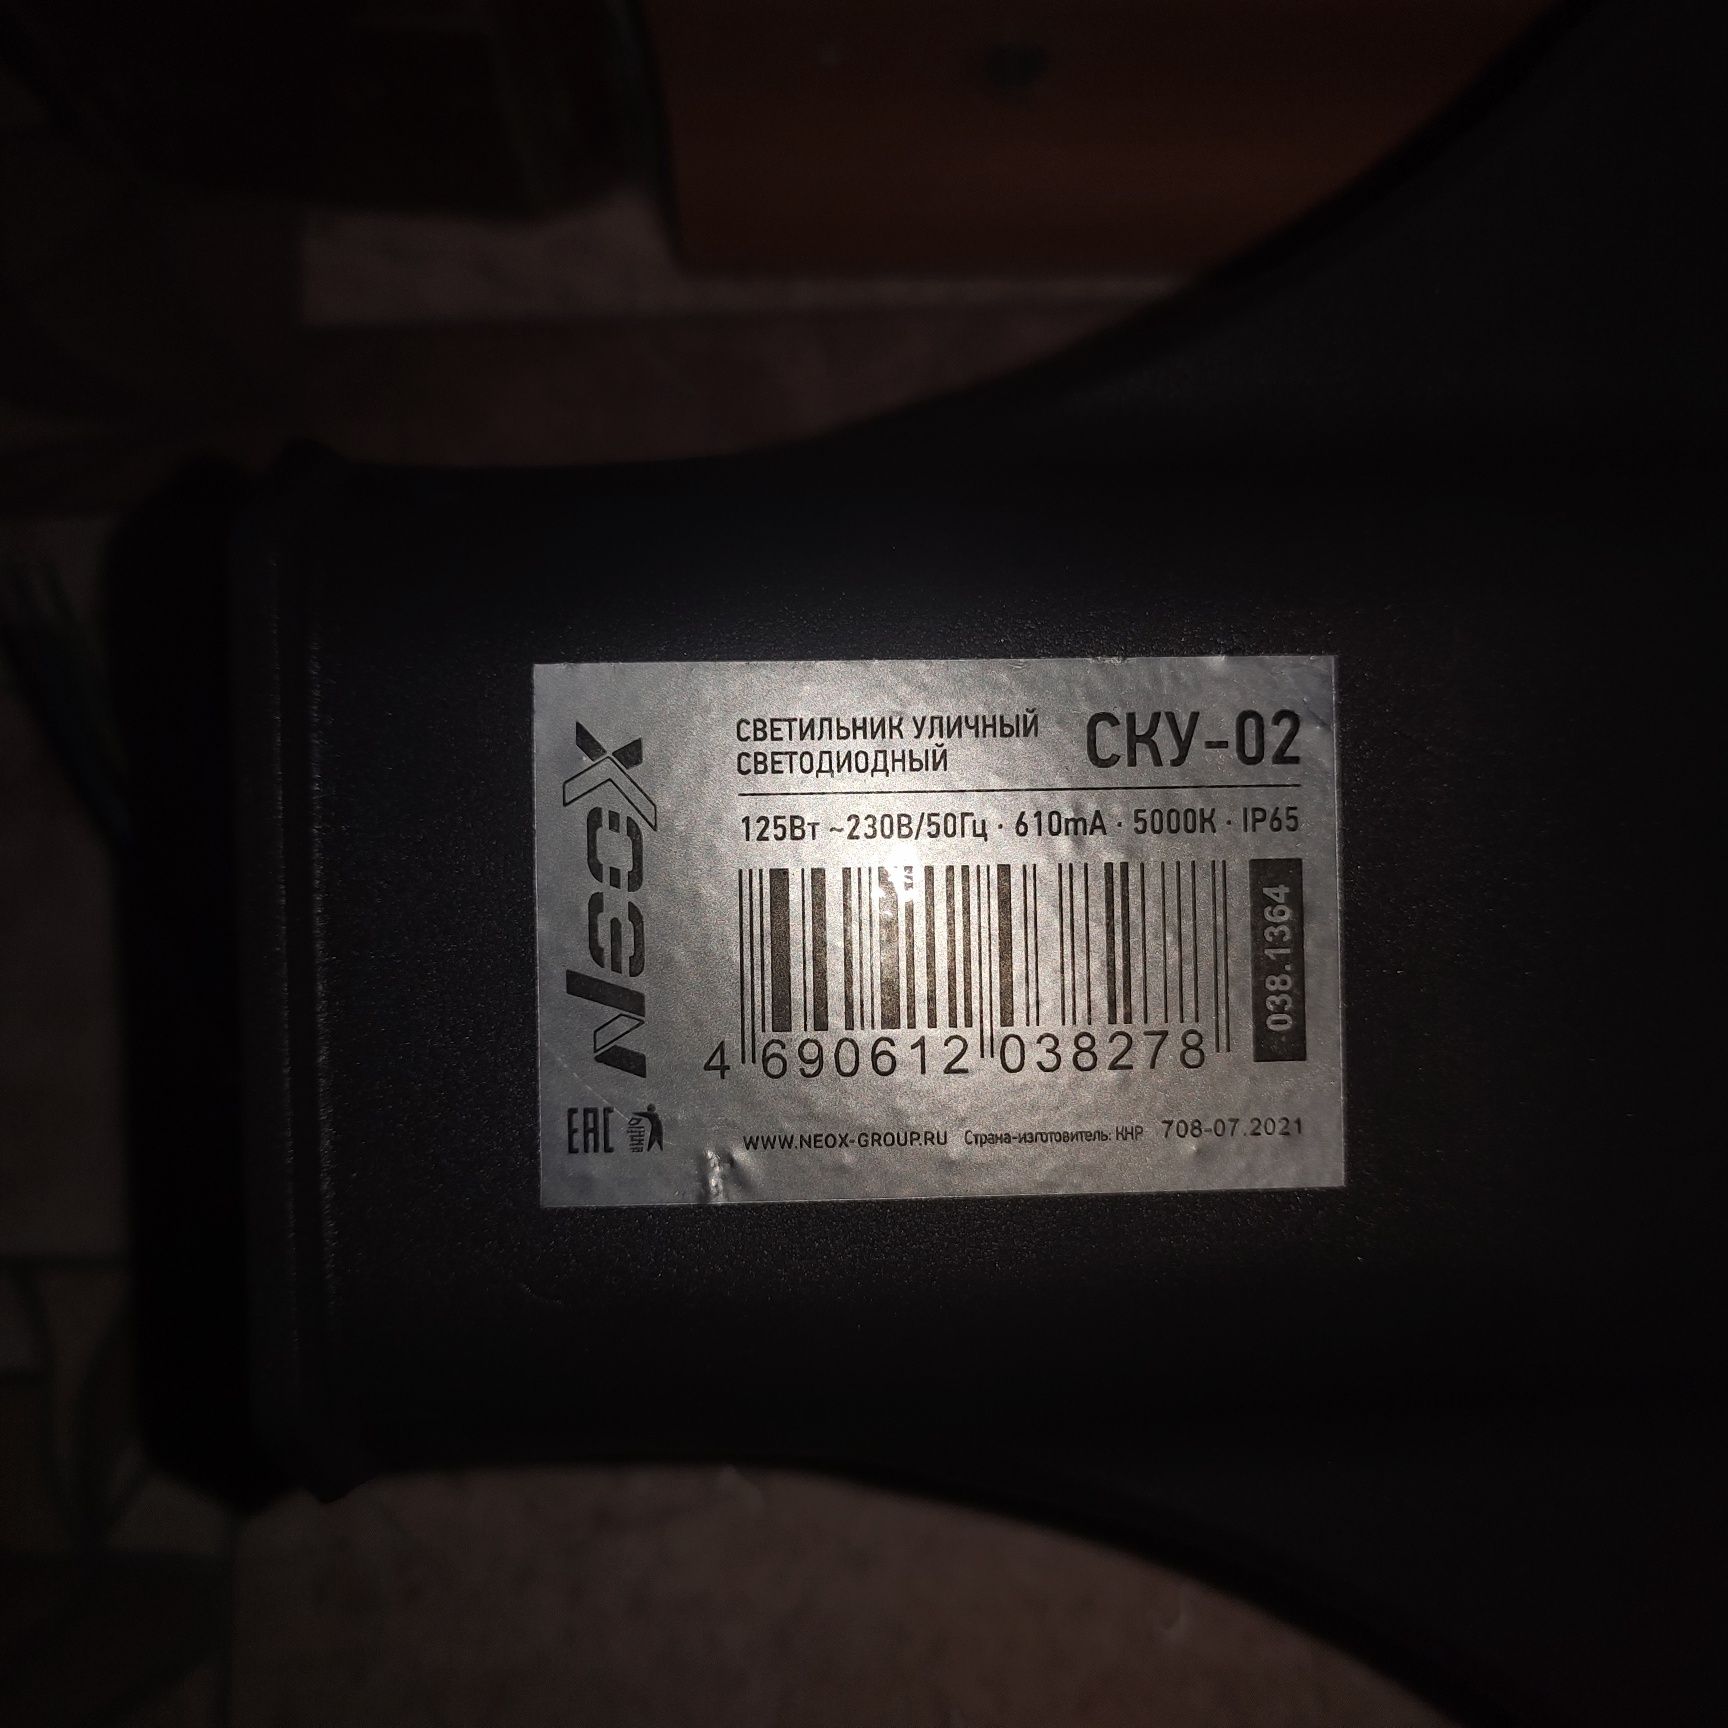 NEOX
СВЕТИЛЬНИК УЛИЧНЫЙ
СВЕТОДИОДНЫЙ
СКУ-02
125Вт ~230В/50Гц · 610mA · 5000К · IP65
038.1364
4 690612 038278
EAC
WWW.NEOX-GROUP.RU Страна-изготовитель: КНР 708-07.2021